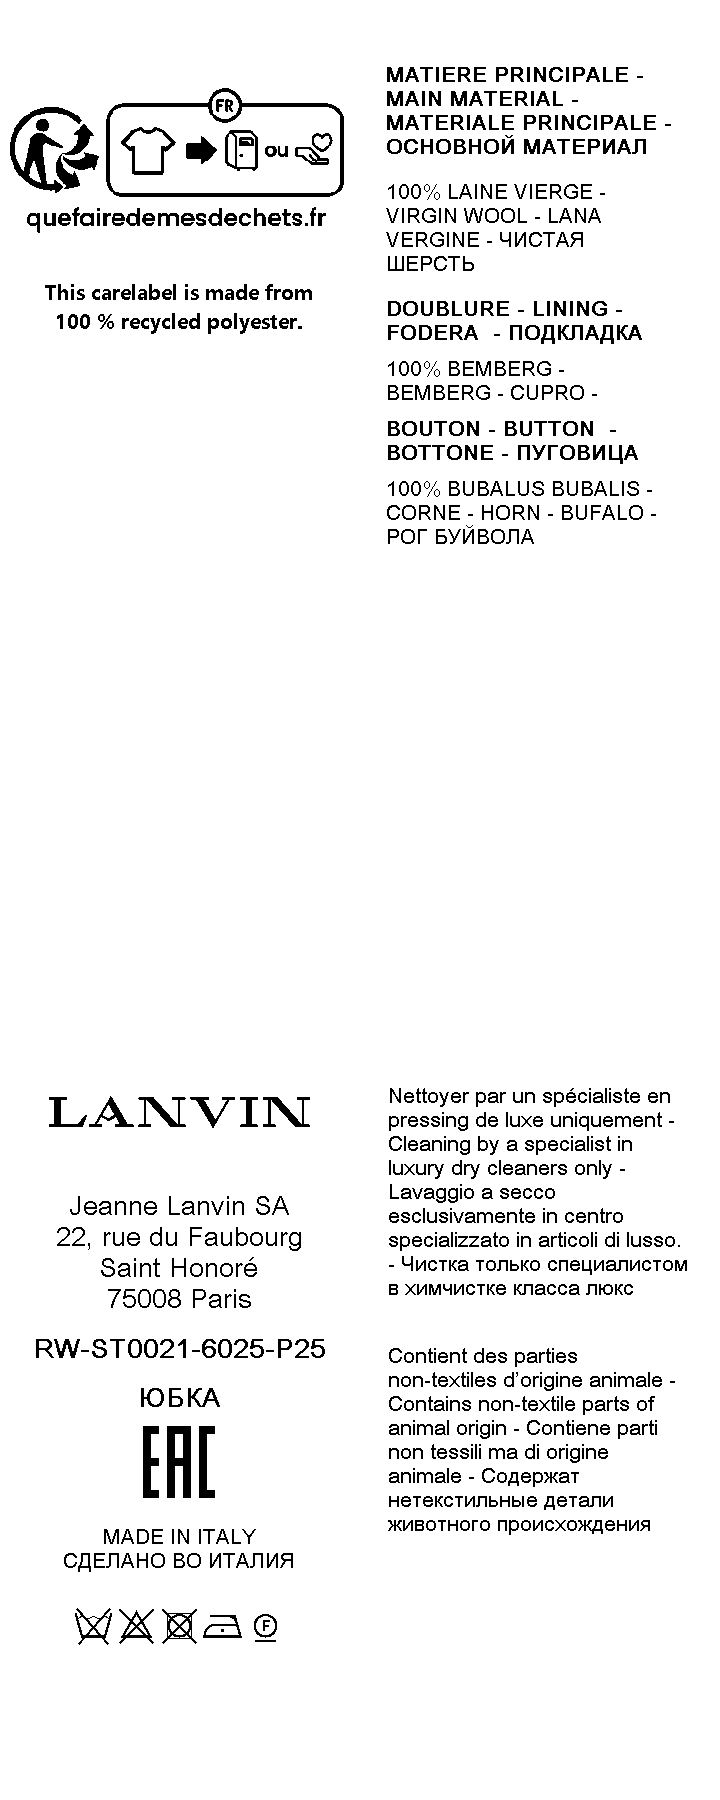 FR
ou
quefairedemesdechets.fr
This carelabel is made from
100 % recycled polyester.
MATIERE PRINCIPALE -
MAIN MATERIAL -
MATERIALE PRINCIPALE -
ОСНОВНОЙ МАТЕРИАЛ
100% LAINE VIERGE -
VIRGIN WOOL - LANA
VERGINE - ЧИСТАЯ
ШЕРСТЬ
DOUBLURE - LINING -
FODERA - ПОДКЛАДКА
100% BEMBERG -
BEMBERG - CUPRO -
BOUTON - BUTTON -
BOTTONE - ПУГОВИЦА
100% BUBALUS BUBALIS -
CORNE - HORN - BUFALO -
РОГ БУЙВОЛА
LANVIN
Jeanne Lanvin SA
22, rue du Faubourg
Saint Honoré
75008 Paris
RW-ST0021-6025-P25
ЮБКА
EAC
MADE IN ITALY
СДЕЛАНО ВО ИТАЛИЯ
F
Nettoyer par un spécialiste en
pressing de luxe uniquement -
Cleaning by a specialist in
luxury dry cleaners only -
Lavaggio a secco
esclusivamente in centro
specializzato in articoli di lusso.
- Чистка только специалистом
в химчистке класса люкс
Contient des parties
non-textiles d’origine animale -
Contains non-textile parts of
animal origin - Contiene parti
non tessili ma di origine
animale - Содержат
нетекстильные детали
животного происхождения